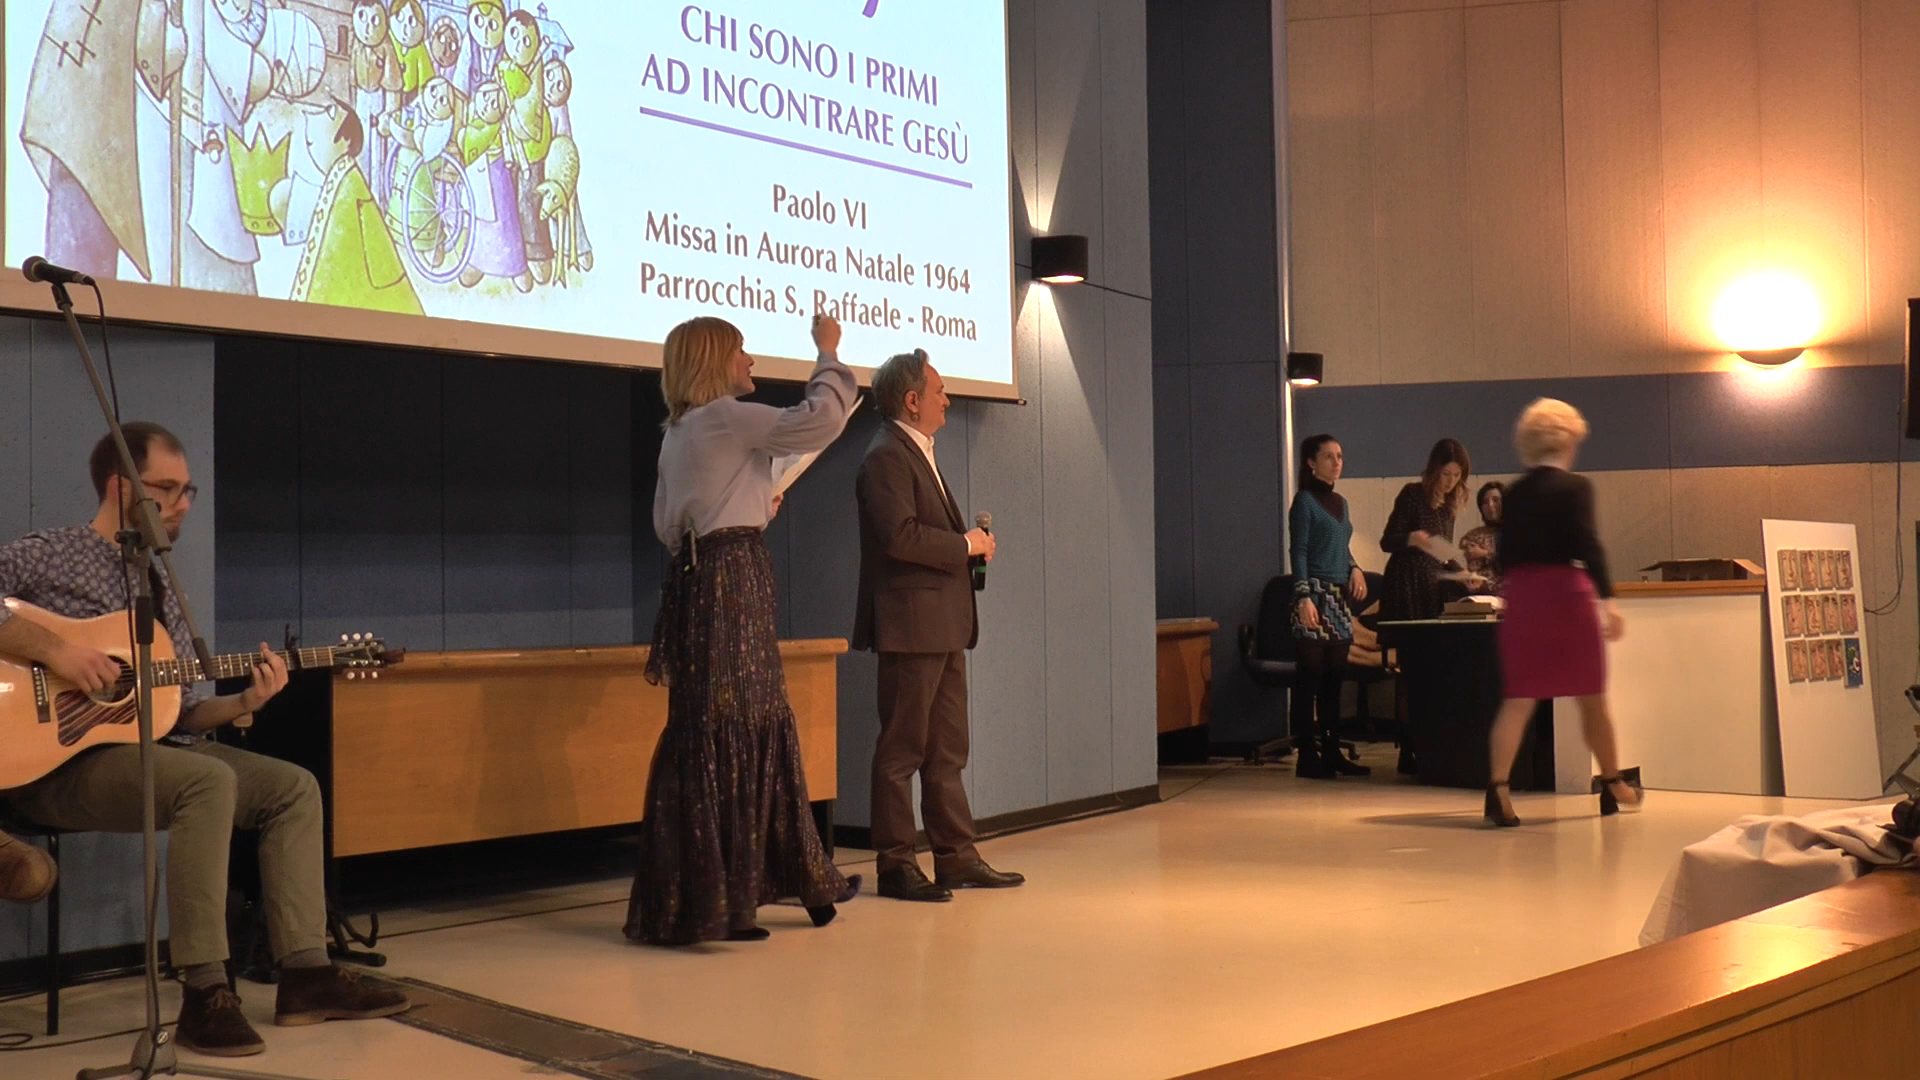 CHI SONO I PRIMI
AD INCONTRARE GESÙ
Paolo VI
Missa in Aurora Natale 1964
Parrocchia S. Raffaele - Roma